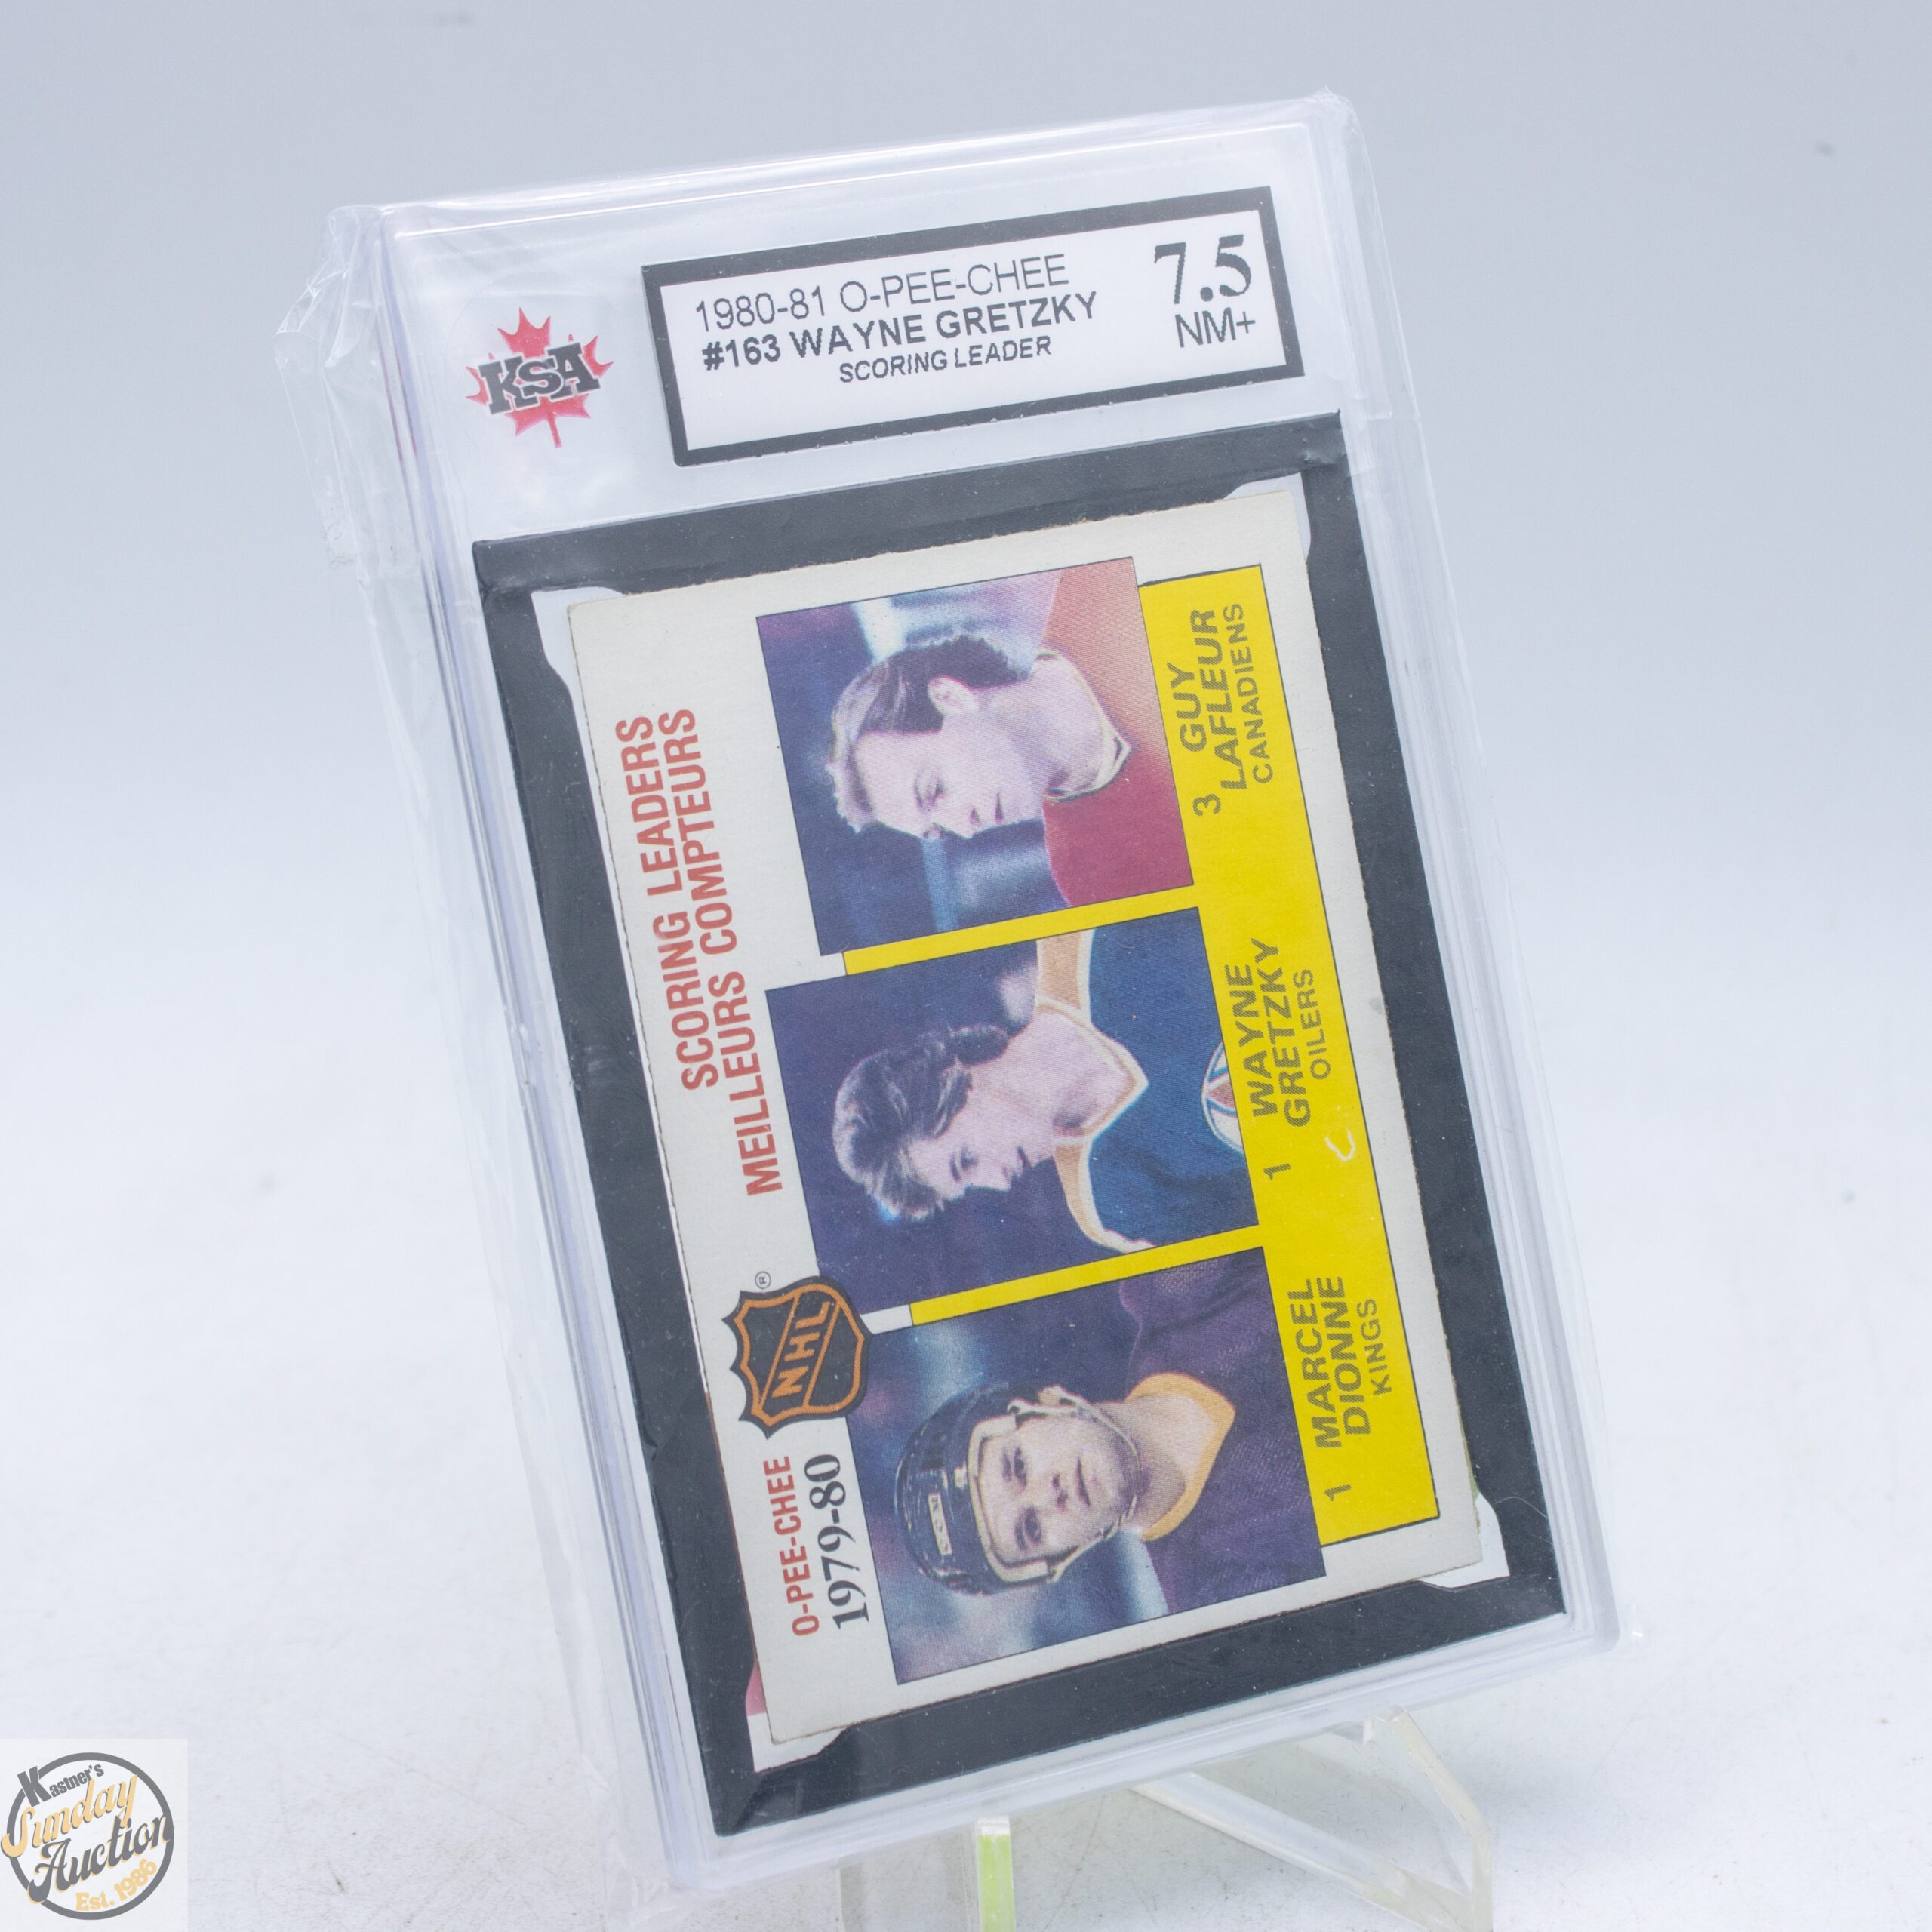 KSA
1980-81 O-PEE-CHEE
#163 WAYNE GRETZKY
SCORING LEADER
7.5
NM+
O-PEE-CHEE
1979-80
NHL
®
SCORING LEADERS
MEILLEURS COMPTEURS
1 MARCEL
DIONNE
KINGS
1 WAYNE
GRETZKY
OILERS
3 GUY
LAFLEUR
CANADIENS
Kastner's
Sunday
Auction
Est. 1986